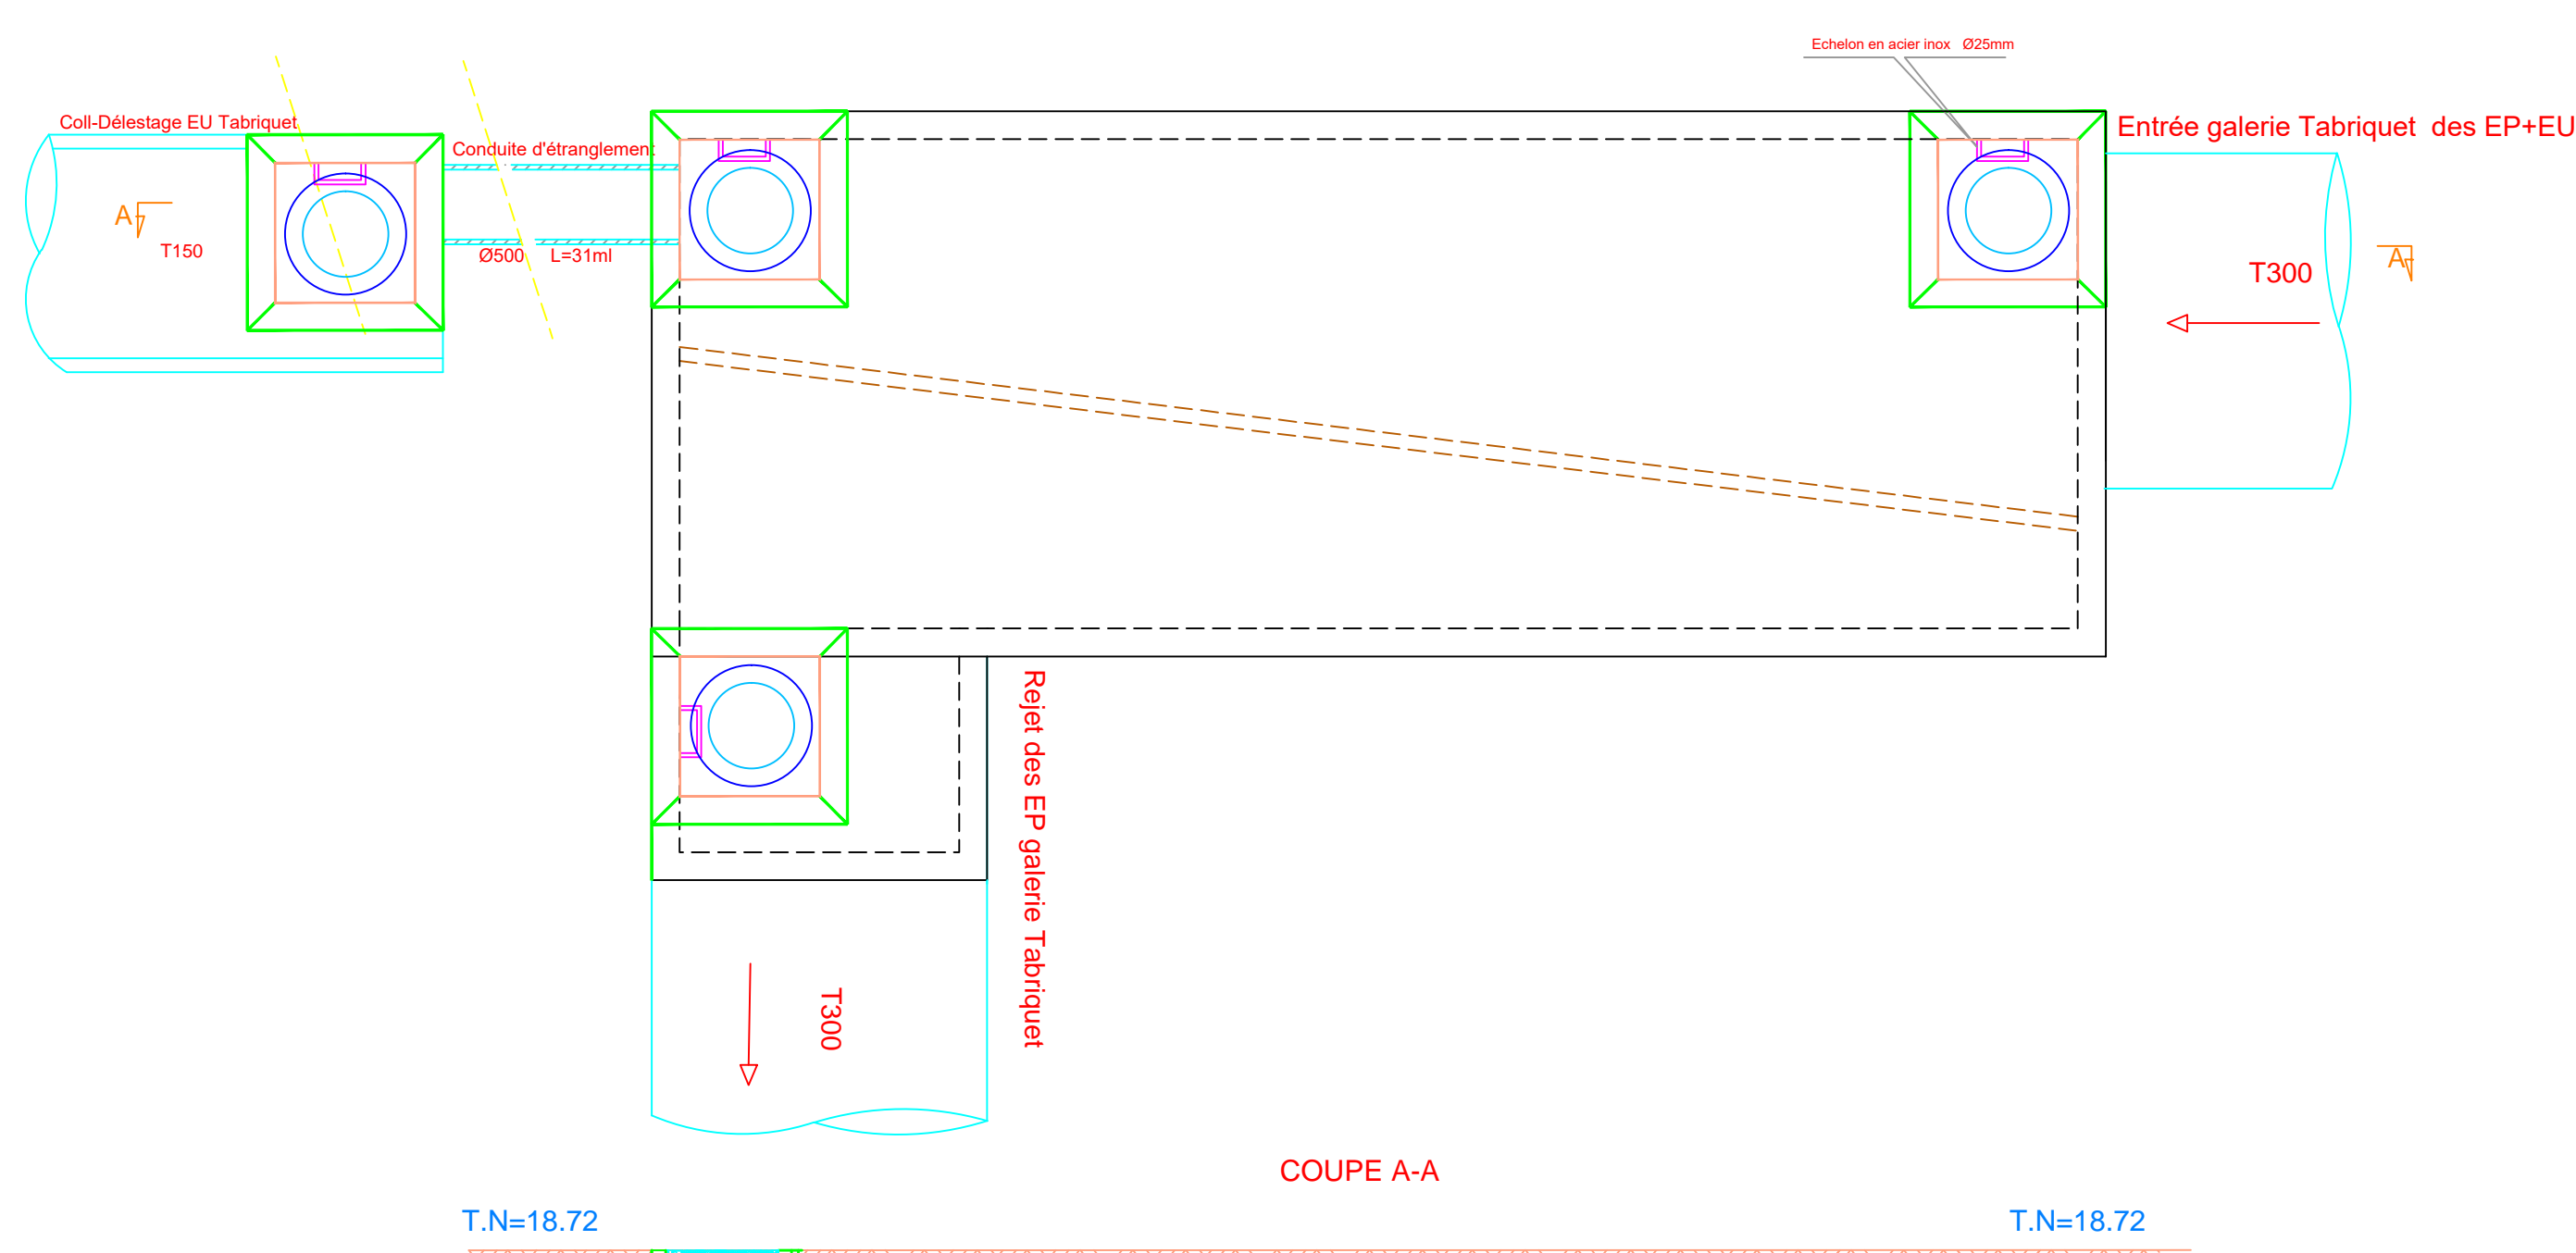 Echelon en acier inox Ø25mm
Coll-Délestage EU Tabriquet
Entrée galerie Tabriquet des EP+EU
Conduite d'étranglement
A
T150
Ø500 L=31ml
T300
A
Rejet des EP galerie Tabriquet
T300
COUPE A-A
T.N=18.72
T.N=18.72